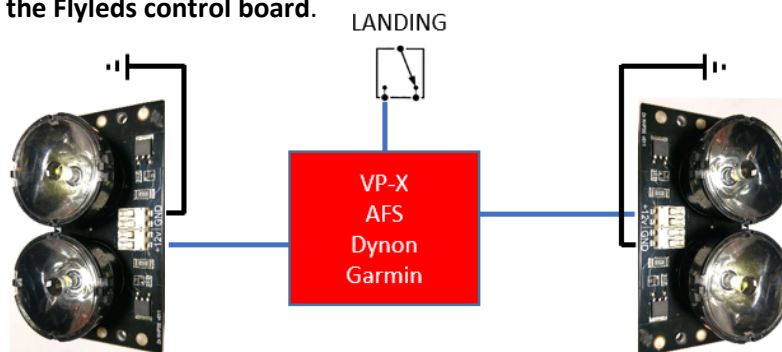 the Flyleds control board.
LANDING
VP-X
AFS
Dynon
Garmin
+12v GND
+12v GND